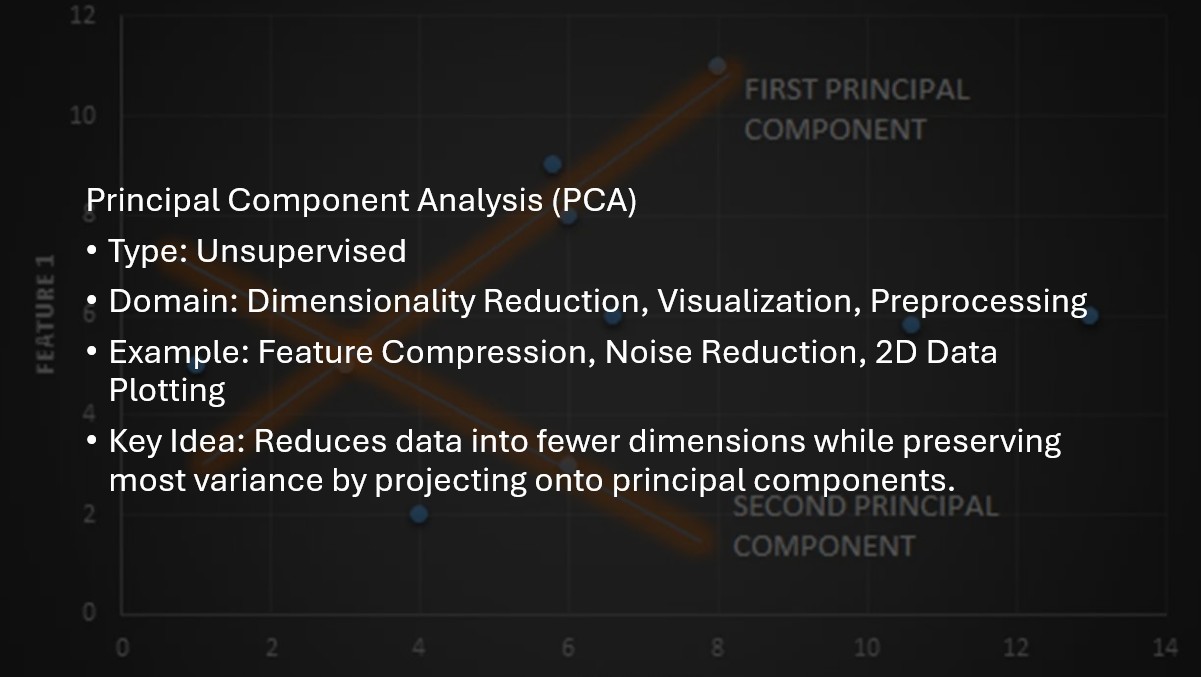 12
10
8
6
4
2
0
FEATURE 1
FIRST PRINCIPAL
COMPONENT
Principal Component Analysis (PCA)
• Type: Unsupervised
• Domain: Dimensionality Reduction, Visualization, Preprocessing
• Example: Feature Compression, Noise Reduction, 2D Data
Plotting
• Key Idea: Reduces data into fewer dimensions while preserving
most variance by projecting onto principal components.
SECOND PRINCIPAL
COMPONENT
0 2 4 6 8 10 12 14